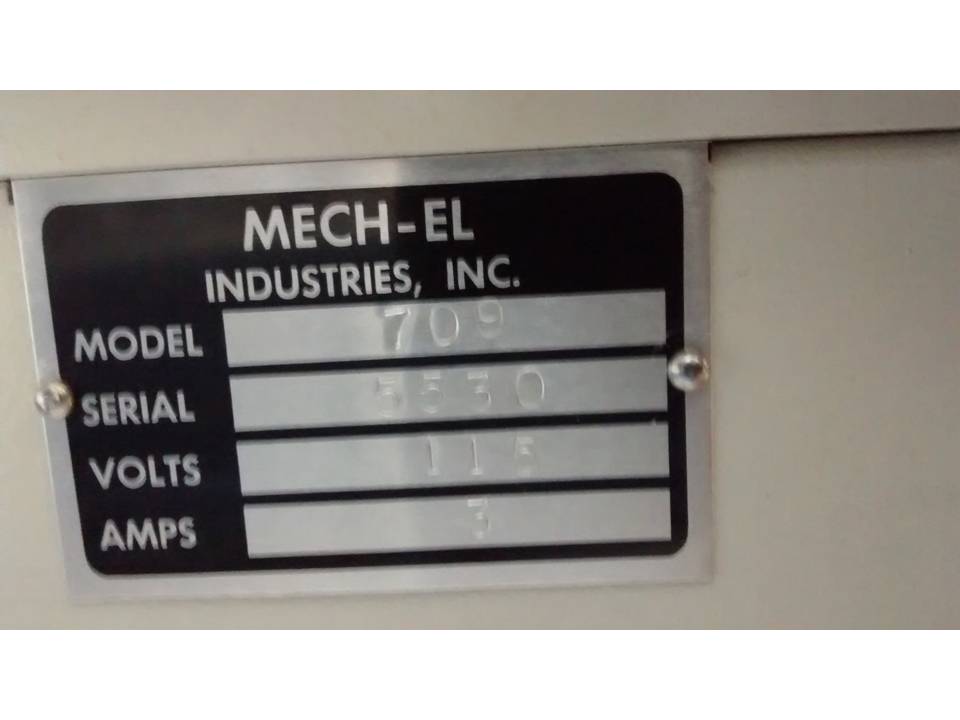 MECH-EL
INDUSTRIES, INC.
MODEL 709
SERIAL 5530
VOLTS 115
AMPS 3